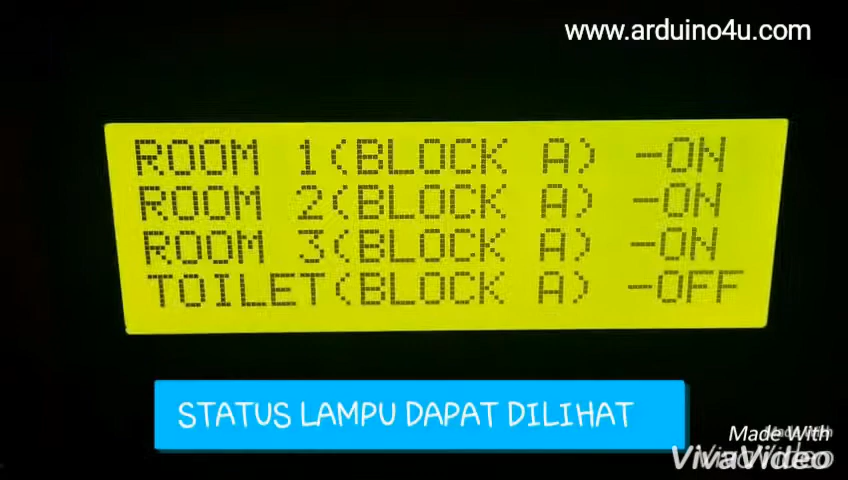 www.arduino4u.com
ROOM 1(BLOCK A) -ON
ROOM 2(BLOCK A) -ON
ROOM 3(BLOCK A) -ON
TOILET(BLOCK A) -OFF
STATUS LAMPU DAPAT DILIHAT
Made With
VivaVideo